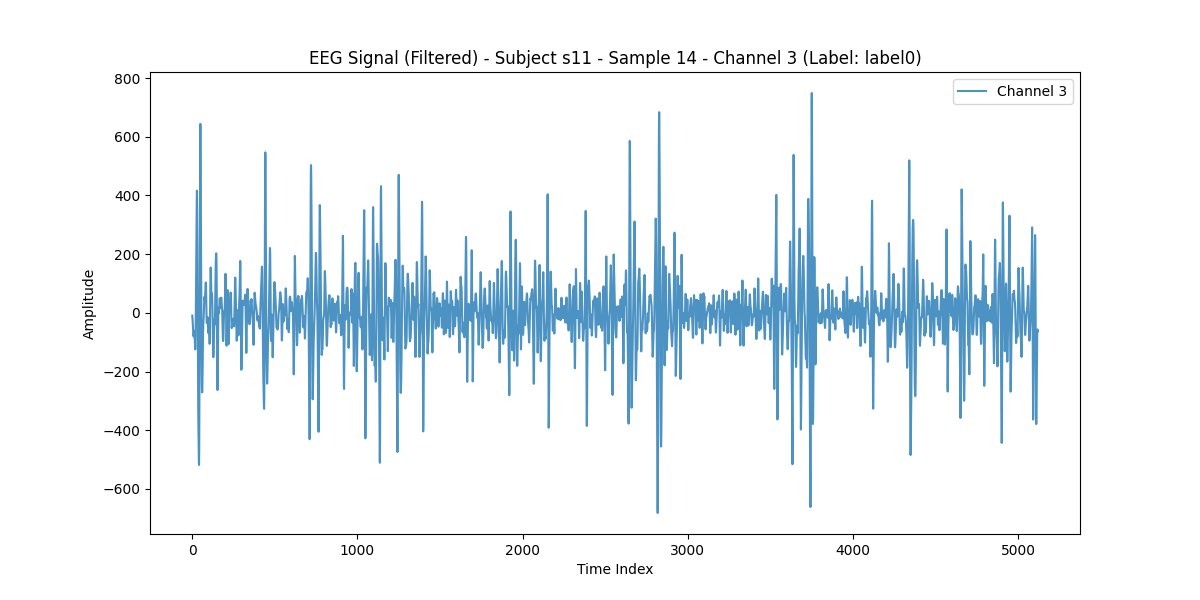 EEG Signal (Filtered) - Subject s11 - Sample 14 - Channel 3 (Label: label0)
Channel 3
800
600
400
200
0
−200
−400
−600
Amplitude
0 1000 2000 3000 4000 5000
Time Index